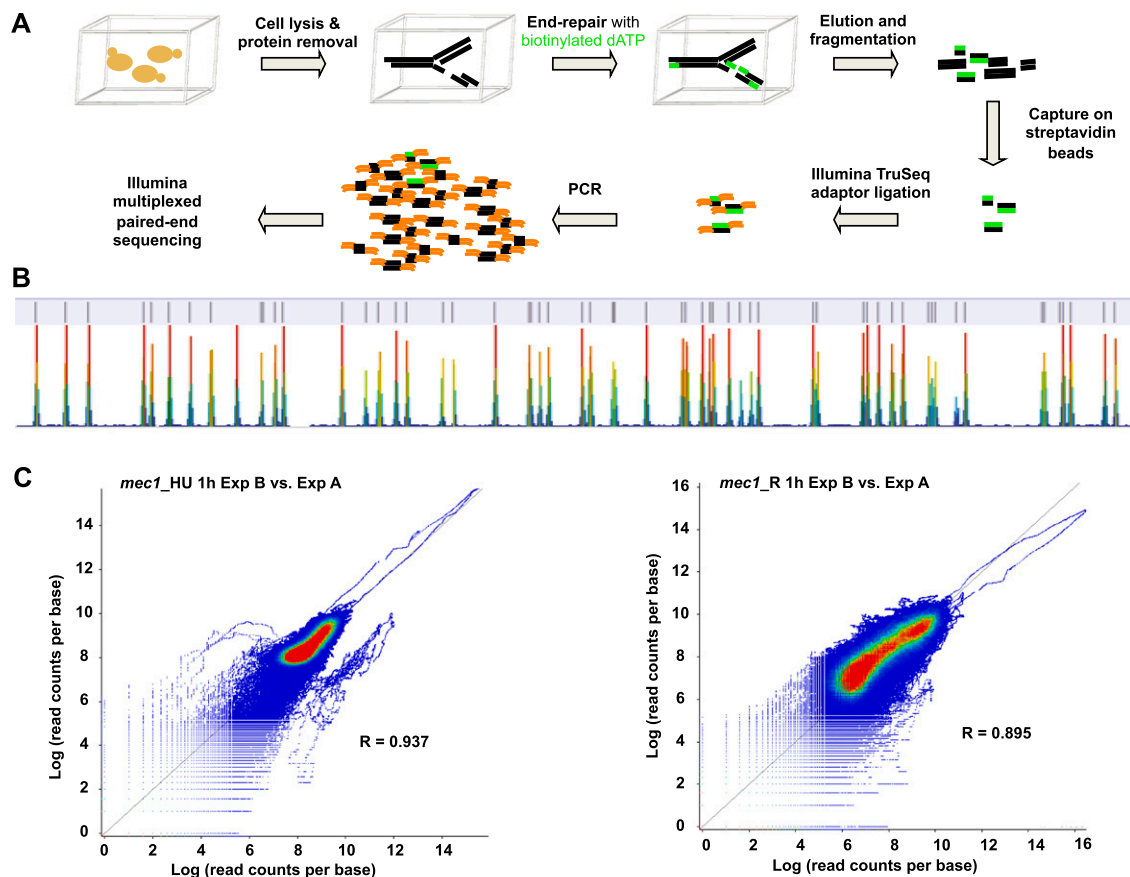 A
Cell lysis &
protein removal
End-repair with
biotinylated dATP
Elution and
fragmentation
Capture on
streptavidin
beads
Illumina TruSeq
adaptor ligation
PCR
Illumina
multiplexed
paired-end
sequencing
B
C
mec1_HU 1h Exp B vs. Exp A
14
12
10
8
6
4
2
0
Log (read counts per base)
R = 0.937
0 2 4 6 8 10 12 14
Log (read counts per base)
mec1_R 1h Exp B vs. Exp A
16
14
12
10
8
6
4
2
0
Log (read counts per base)
R = 0.895
0 2 4 6 8 10 12 14 16
Log (read counts per base)